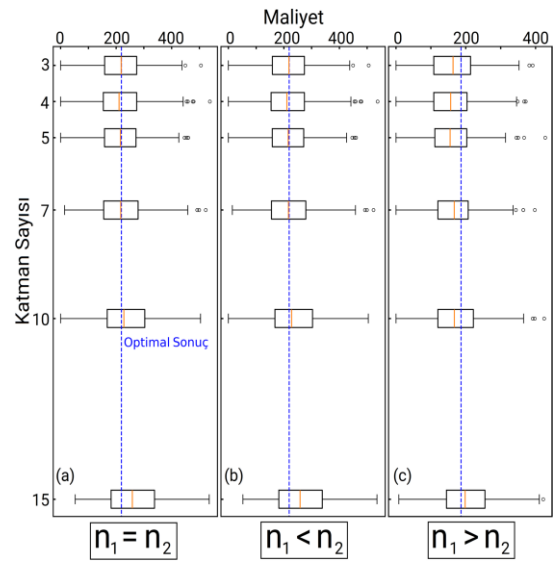 Maliyet
0 200 400 0 200 400 0 200 400
Katman Sayısı
3
4
5
7
10
15
Optimal Sonuç
(a) (b) (c)
n₁ = n₂ n₁ < n₂ n₁ > n₂